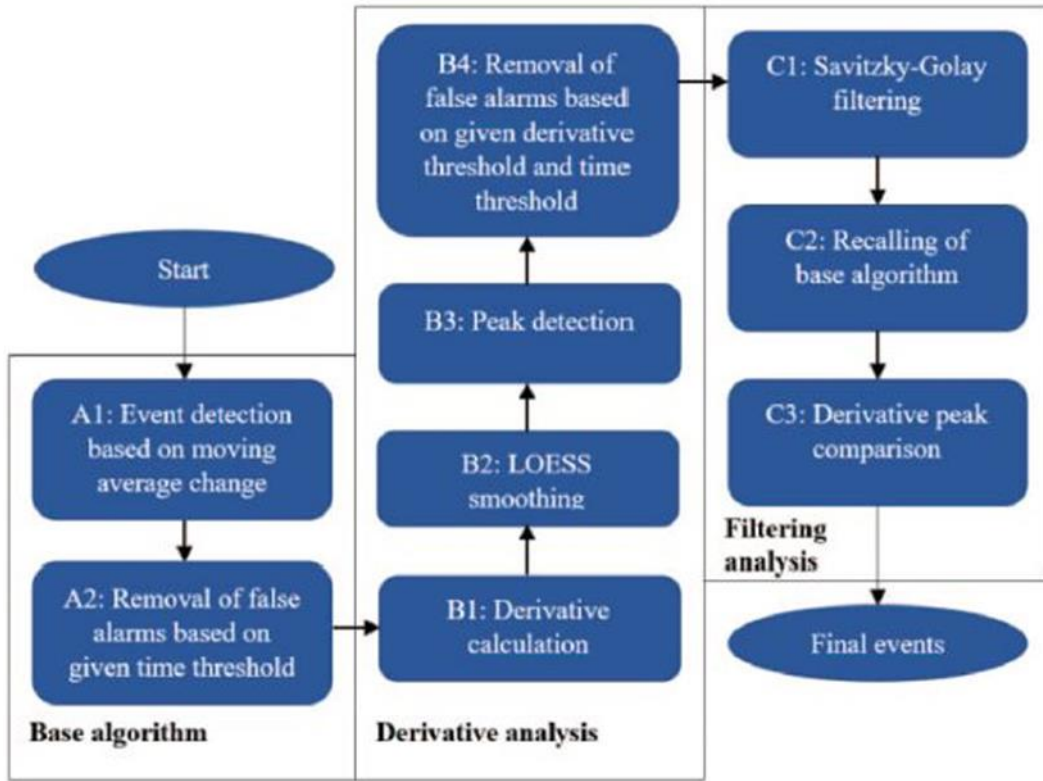 Start
A1: Event detection
based on moving
average change
A2: Removal of false
alarms based on
given time threshold
Base algorithm
B4: Removal of
false alarms based
on given derivative
threshold and time
threshold
B3: Peak detection
B2: LOESS
smoothing
B1: Derivative
calculation
Derivative analysis
C1: Savitzky-Golay
filtering
C2: Recalling of
base algorithm
C3: Derivative peak
comparison
Filtering
analysis
Final events